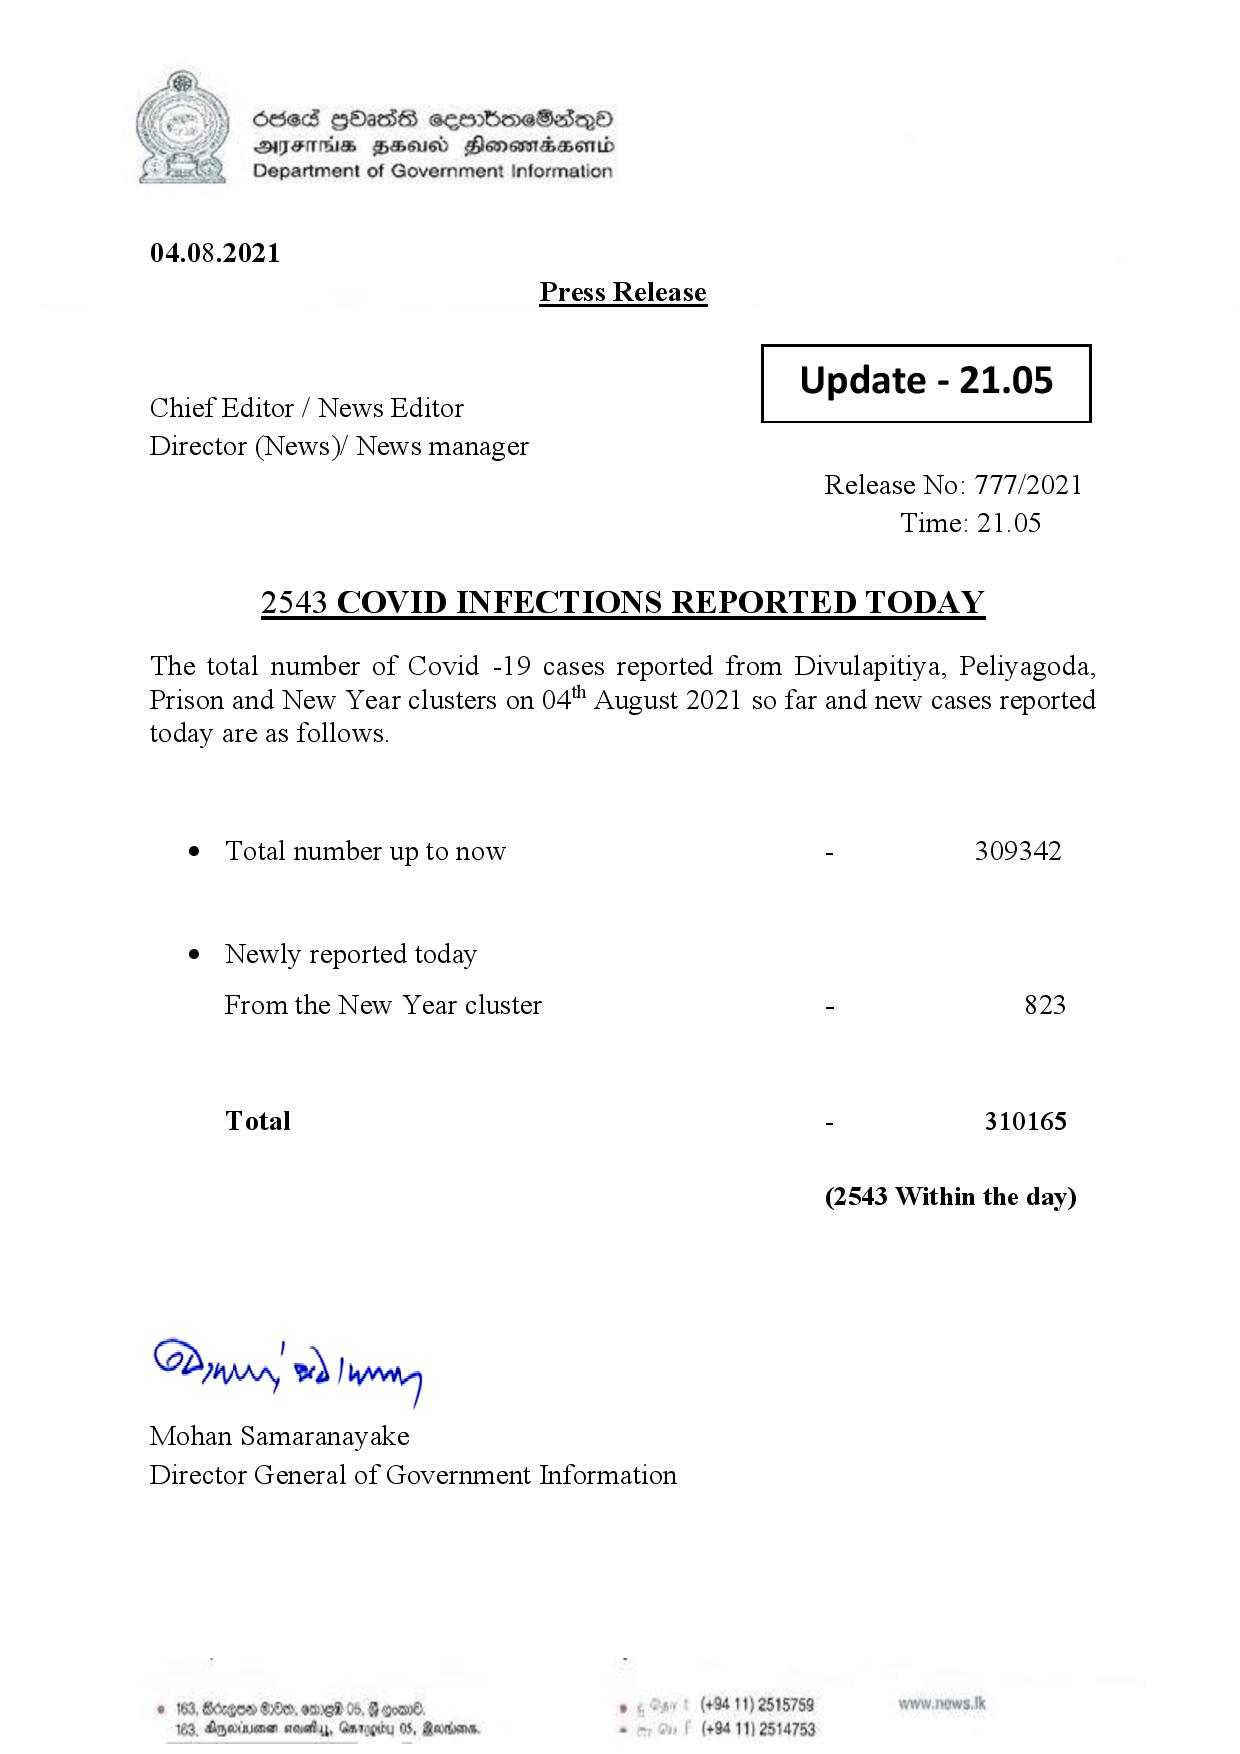 රජයේ ප්‍රවෘත්ති දෙපාර්තමේන්තුව
அரசாங்க தகவல் திணைக்களம்
Department of Government Information
04.08.2021
Press Release
Update - 21.05
Chief Editor / News Editor
Director (News)/ News manager
Release No: 777/2021
Time: 21.05
2543 COVID INFECTIONS REPORTED TODAY
The total number of Covid -19 cases reported from Divulapitiya, Peliyagoda,
Prison and New Year clusters on 04th August 2021 so far and new cases reported
today are as follows.
• Total number up to now - 309342
• Newly reported today
From the New Year cluster - 823
Total - 310165
(2543 Within the day)
Mohan Samaranayake
Director General of Government Information
163, කිරුලපන මාවත, කොළඹ 05, ශ්‍රී ලංකාව.
163, கிருலப்பனை எவனியூ, கொழும்பு 05, இலங்கை.
(+94 11) 2515759
(+94 11) 2514753
www.news.lk